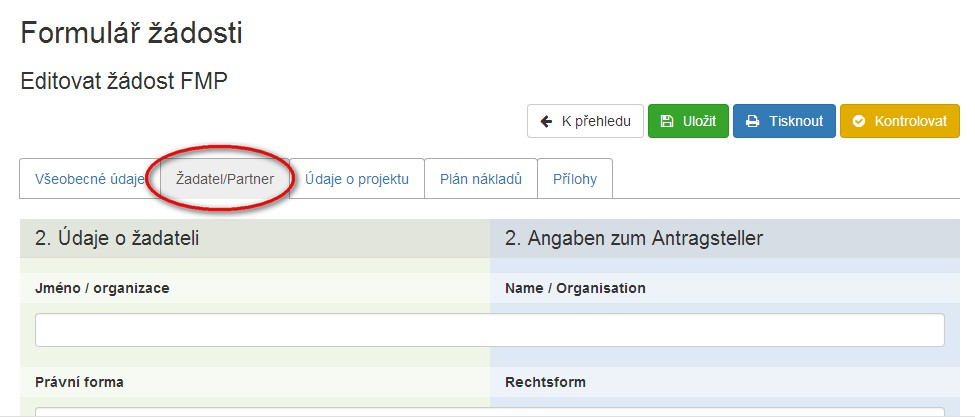 Formulář žádosti
Editovat žádost FMP
K přehledu Uložit Tisknout Kontrolovat
Všeobecné údaje Žadatel/Partner Údaje o projektu Plán nákladů Přílohy
2. Údaje o žadateli 2. Angaben zum Antragsteller
Jméno / organizace Name / Organisation
Právní forma Rechtsform